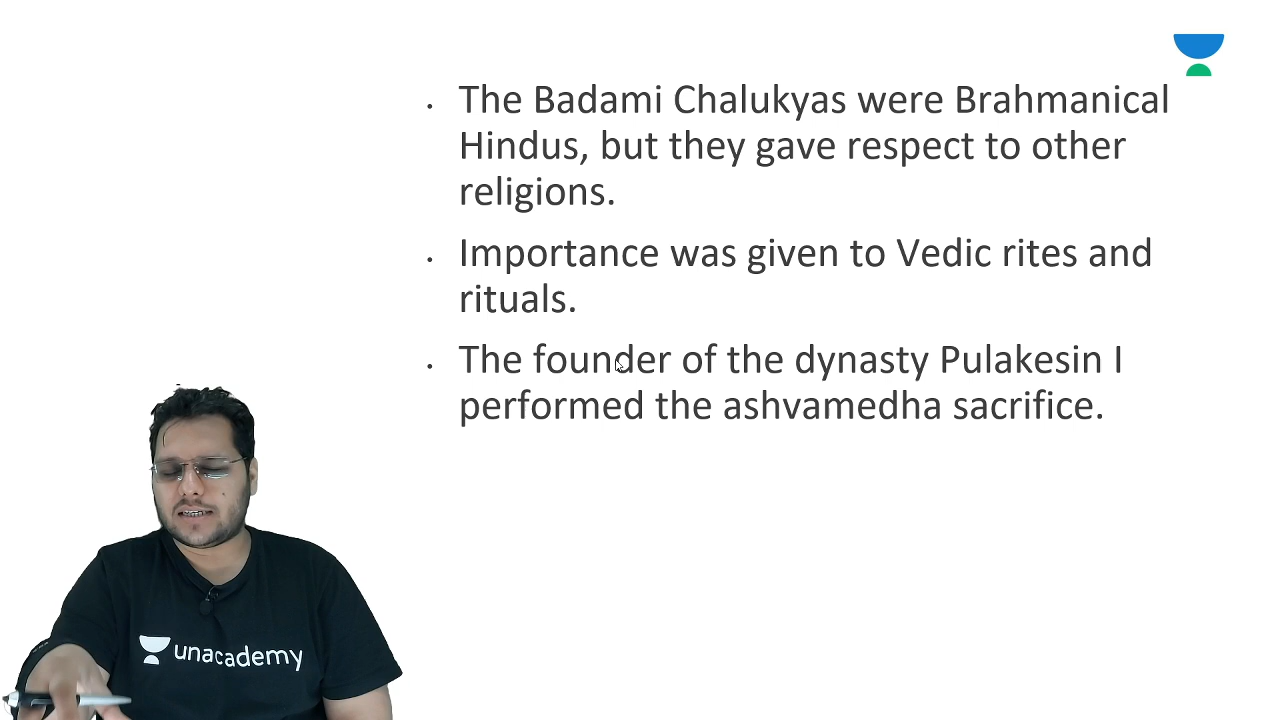 The Badami Chalukyas were Brahmanical
Hindus, but they gave respect to other
religions.
Importance was given to Vedic rites and
rituals.
The founder of the dynasty Pulakesin I
performed the ashvamedha sacrifice.
unacademy